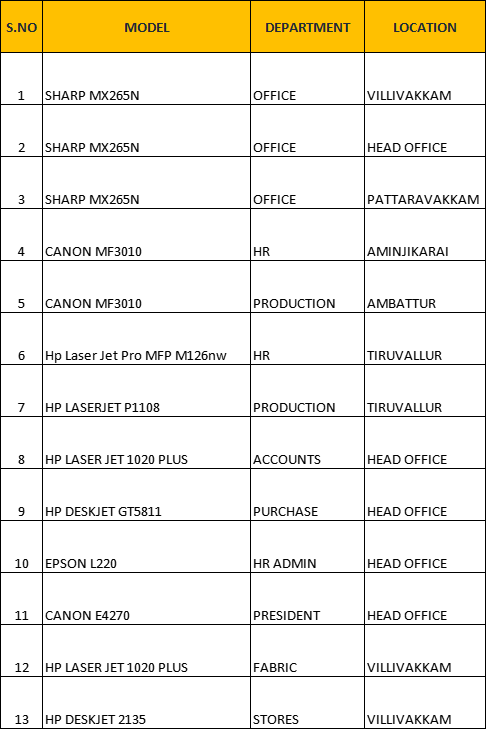 S.NO MODEL DEPARTMENT LOCATION
1 SHARP MX265N OFFICE VILLIVAKKAM
2 SHARP MX265N OFFICE HEAD OFFICE
3 SHARP MX265N OFFICE PATTARAVAKKAM
4 CANON MF3010 HR AMINJIKARAI
5 CANON MF3010 PRODUCTION AMBATTUR
6 Hp Laser Jet Pro MFP M126nw HR TIRUVALLUR
7 HP LASERJET P1108 PRODUCTION TIRUVALLUR
8 HP LASER JET 1020 PLUS ACCOUNTS HEAD OFFICE
9 HP DESKJET GT5811 PURCHASE HEAD OFFICE
10 EPSON L220 HR ADMIN HEAD OFFICE
11 CANON E4270 PRESIDENT HEAD OFFICE
12 HP LASER JET 1020 PLUS FABRIC VILLIVAKKAM
13 HP DESKJET 2135 STORES VILLIVAKKAM